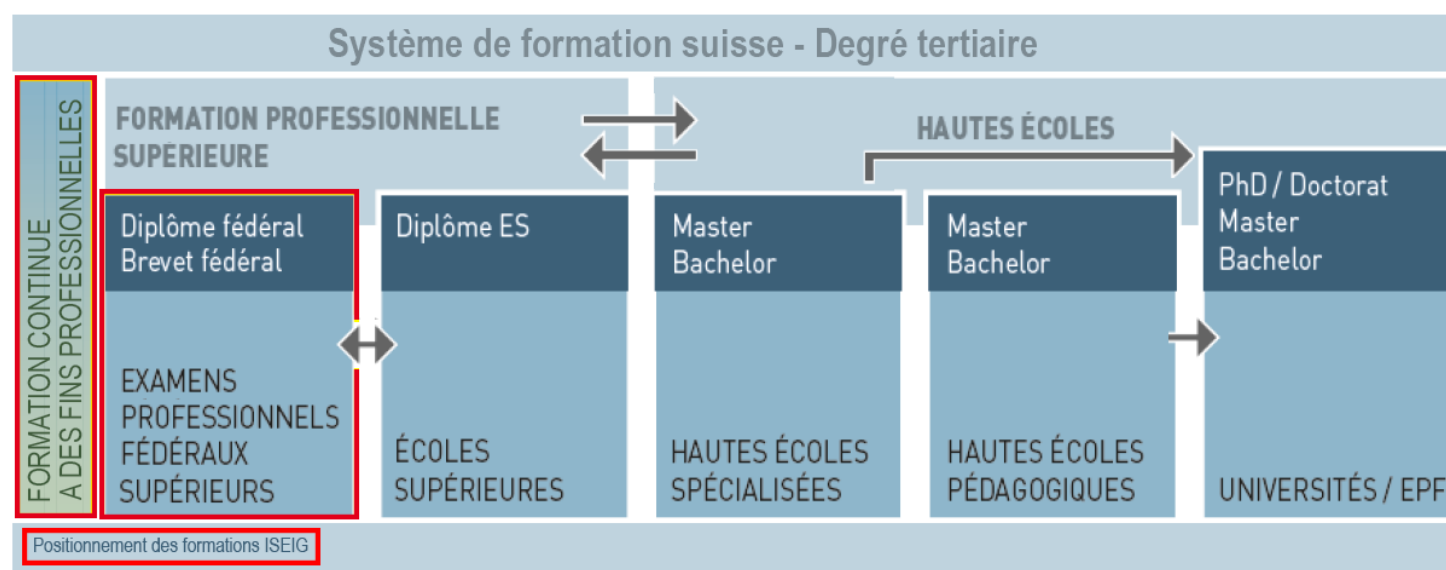 Système de formation suisse - Degré tertiaire
FORMATION CONTINUE
A DES FINS PROFESSIONNELLES
FORMATION PROFESSIONNELLE
SUPÉRIEURE
HAUTES ÉCOLES
Diplôme fédéral
Brevet fédéral
EXAMENS
PROFESSIONNELS
FÉDÉRAUX
SUPÉRIEURS
Diplôme ES
ÉCOLES
SUPÉRIEURES
Master
Bachelor
HAUTES ÉCOLES
SPÉCIALISÉES
Master
Bachelor
HAUTES ÉCOLES
PÉDAGOGIQUES
PhD / Doctorat
Master
Bachelor
UNIVERSITÉS / EPF
Positionnement des formations ISEIG